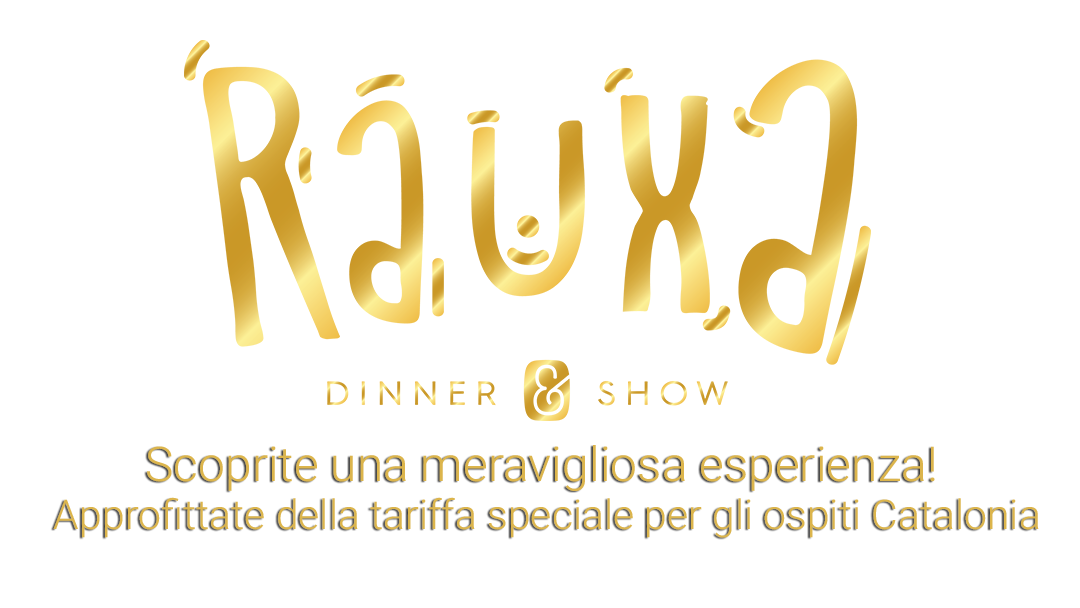 Rauxa
DINNER & SHOW
Scoprite una meravigliosa esperienza!
Approfittate della tariffa speciale per gli ospiti Catalonia